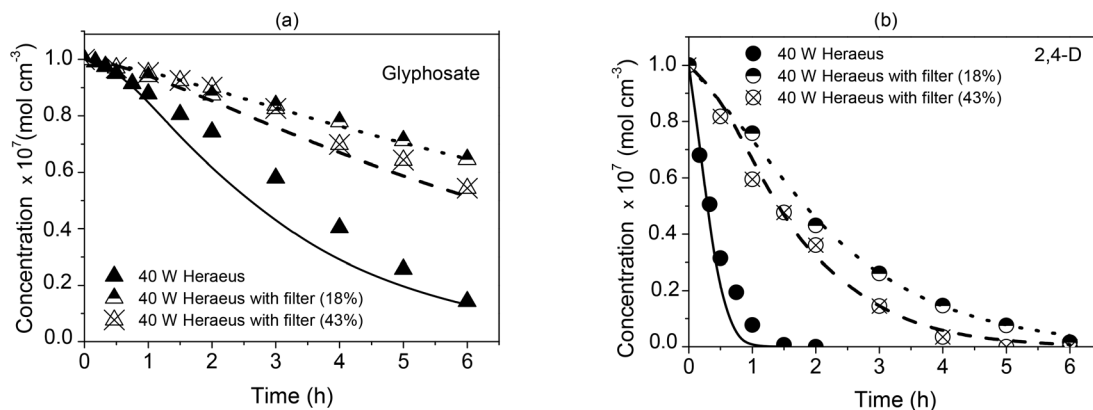 (a)
Concentration x 10⁷(mol cm⁻³)
1.0
0.8
0.6
0.4
0.2
0.0
Glyphosate
40 W Heraeus
40 W Heraeus with filter (18%)
40 W Heraeus with filter (43%)
0 1 2 3 4 5 6
Time (h)
(b)
Concentration x 10⁷ (mol cm⁻³)
1.0
0.8
0.6
0.4
0.2
0.0
2,4-D
40 W Heraeus
40 W Heraeus with filter (18%)
40 W Heraeus with filter (43%)
0 1 2 3 4 5 6
Time (h)